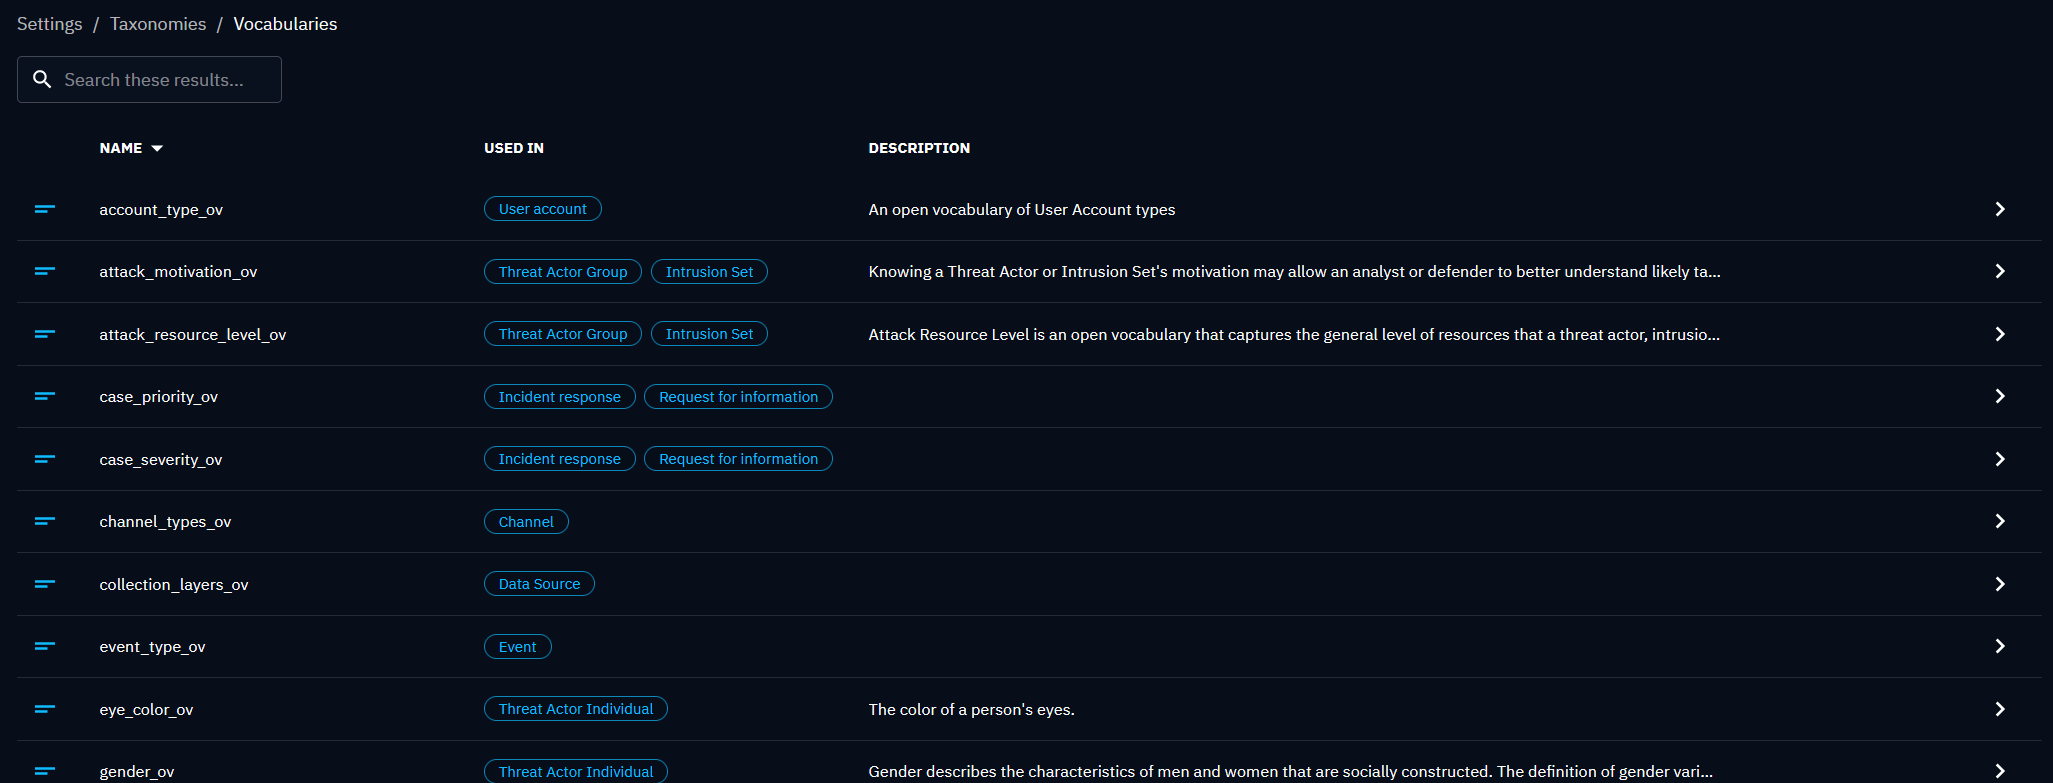 Settings / Taxonomies / Vocabularies
Search these results...
NAME USED IN DESCRIPTION
account_type_ov User account An open vocabulary of User Account types
attack_motivation_ov Threat Actor Group Intrusion Set Knowing a Threat Actor or Intrusion Set's motivation may allow an analyst or defender to better understand likely ta...
attack_resource_level_ov Threat Actor Group Intrusion Set Attack Resource Level is an open vocabulary that captures the general level of resources that a threat actor, intrusio...
case_priority_ov Incident response Request for information
case_severity_ov Incident response Request for information
channel_types_ov Channel
collection_layers_ov Data Source
event_type_ov Event
eye_color_ov Threat Actor Individual The color of a person's eyes.
gender_ov Threat Actor Individual Gender describes the characteristics of men and women that are socially constructed. The definition of gender vari...